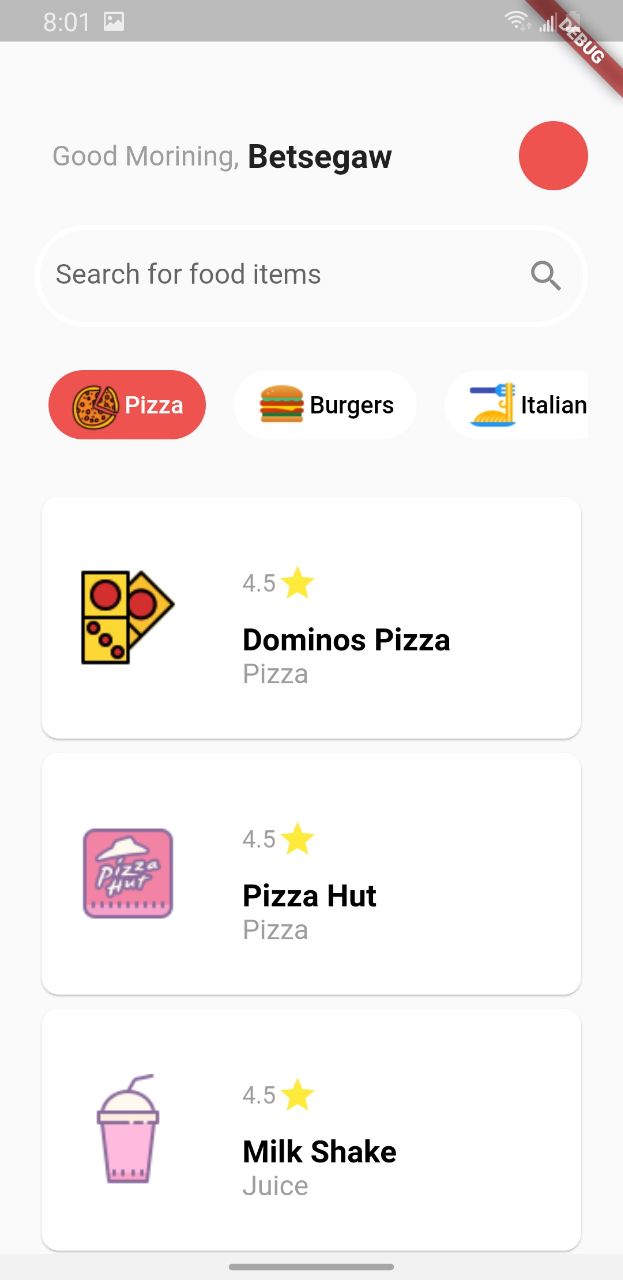 8:01
DEBUG
Good Morining, Betsegaw
Search for food items
Pizza Burgers Italian
4.5
Dominos Pizza
Pizza
Pizza
Hut
4.5
Pizza Hut
Pizza
4.5
Milk Shake
Juice